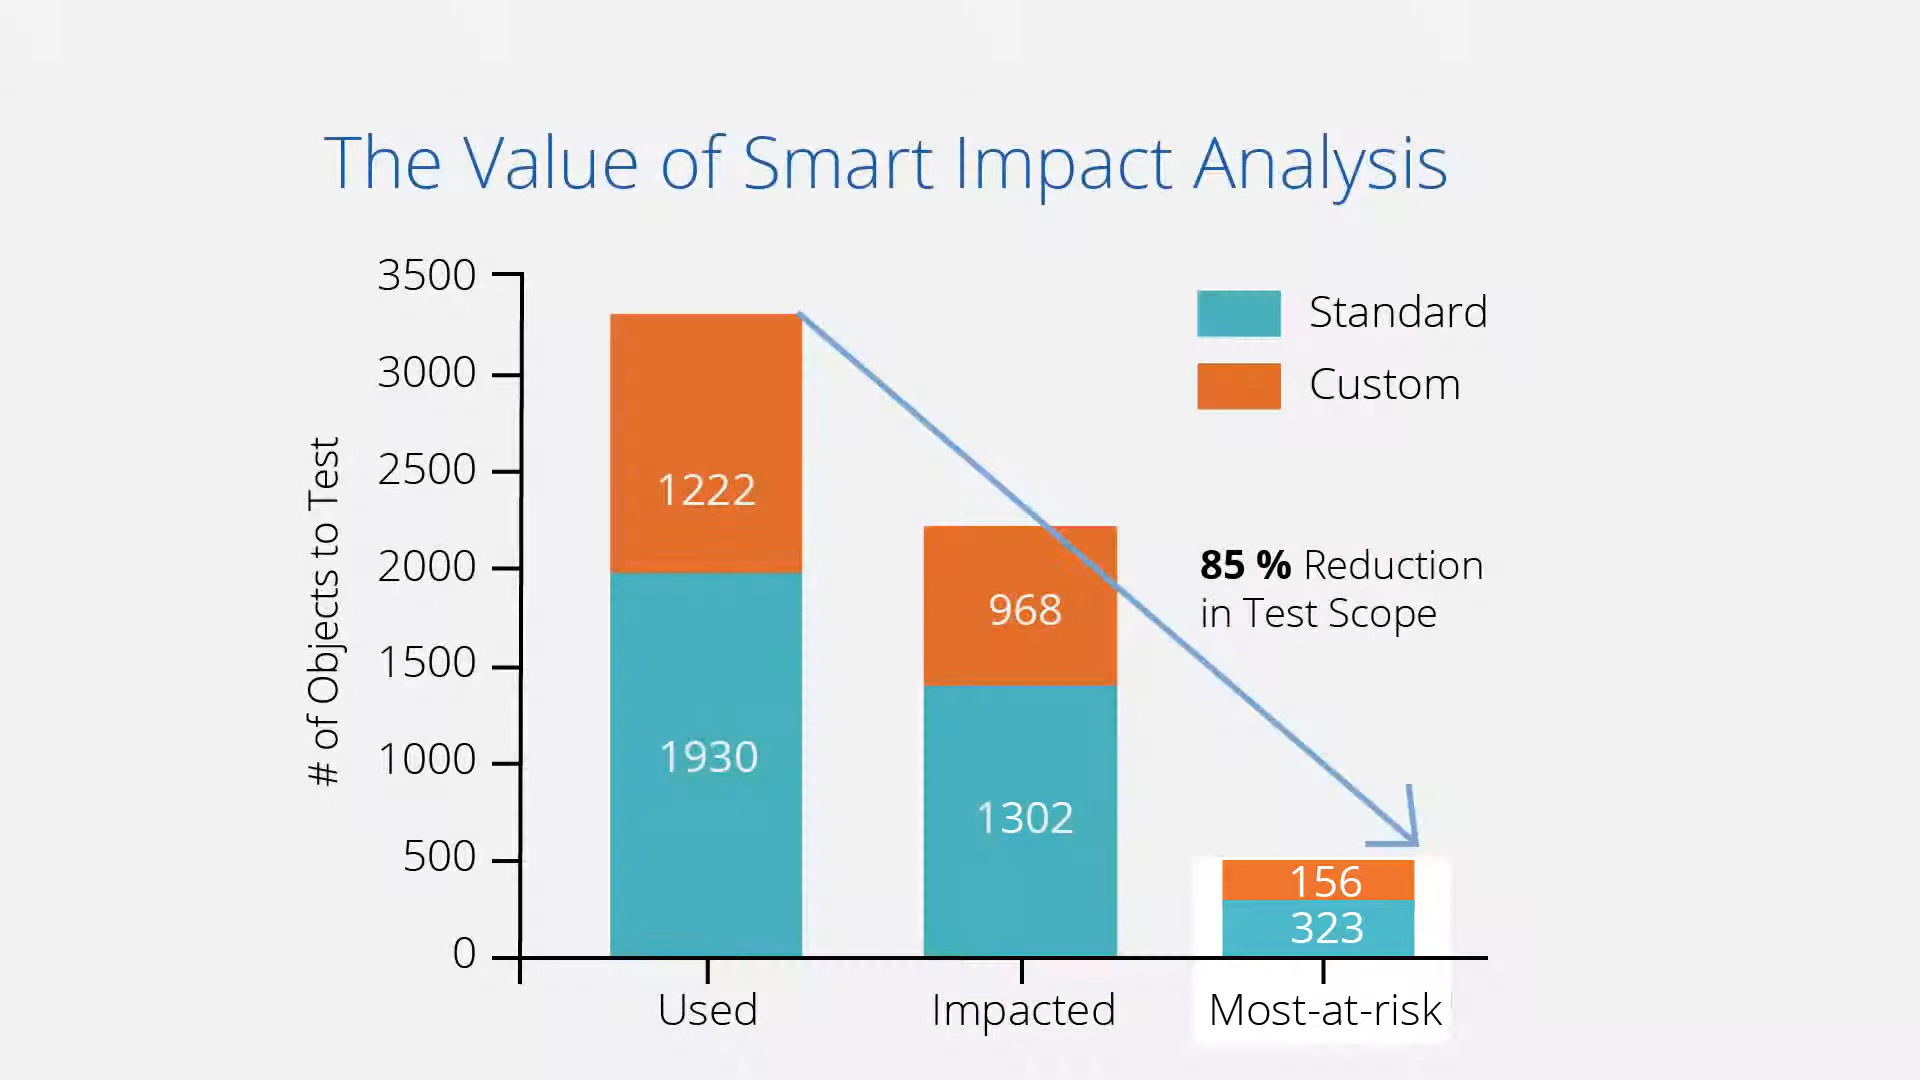 The Value of Smart Impact Analysis
# of Objects to Test
3500
3000
2500
2000
1500
1000
500
0
1222
1930
968
1302
156
323
Used
Impacted
Most-at-risk
Standard
Custom
85 % Reduction
in Test Scope